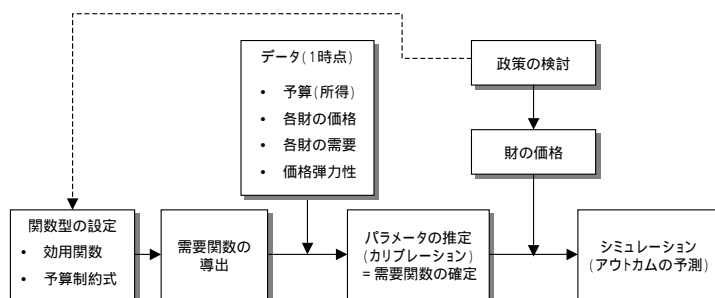 データ(1時点)
• 予算(所得)
• 各財の価格
• 各財の需要
• 価格弾力性
政策の検討
財の価格
関数型の設定
• 効用関数
• 予算制約式
需要関数の
導出
パラメータの推定
(カリブレーション)
= 需要関数の確定
シミュレーション
(アウトカムの予測)